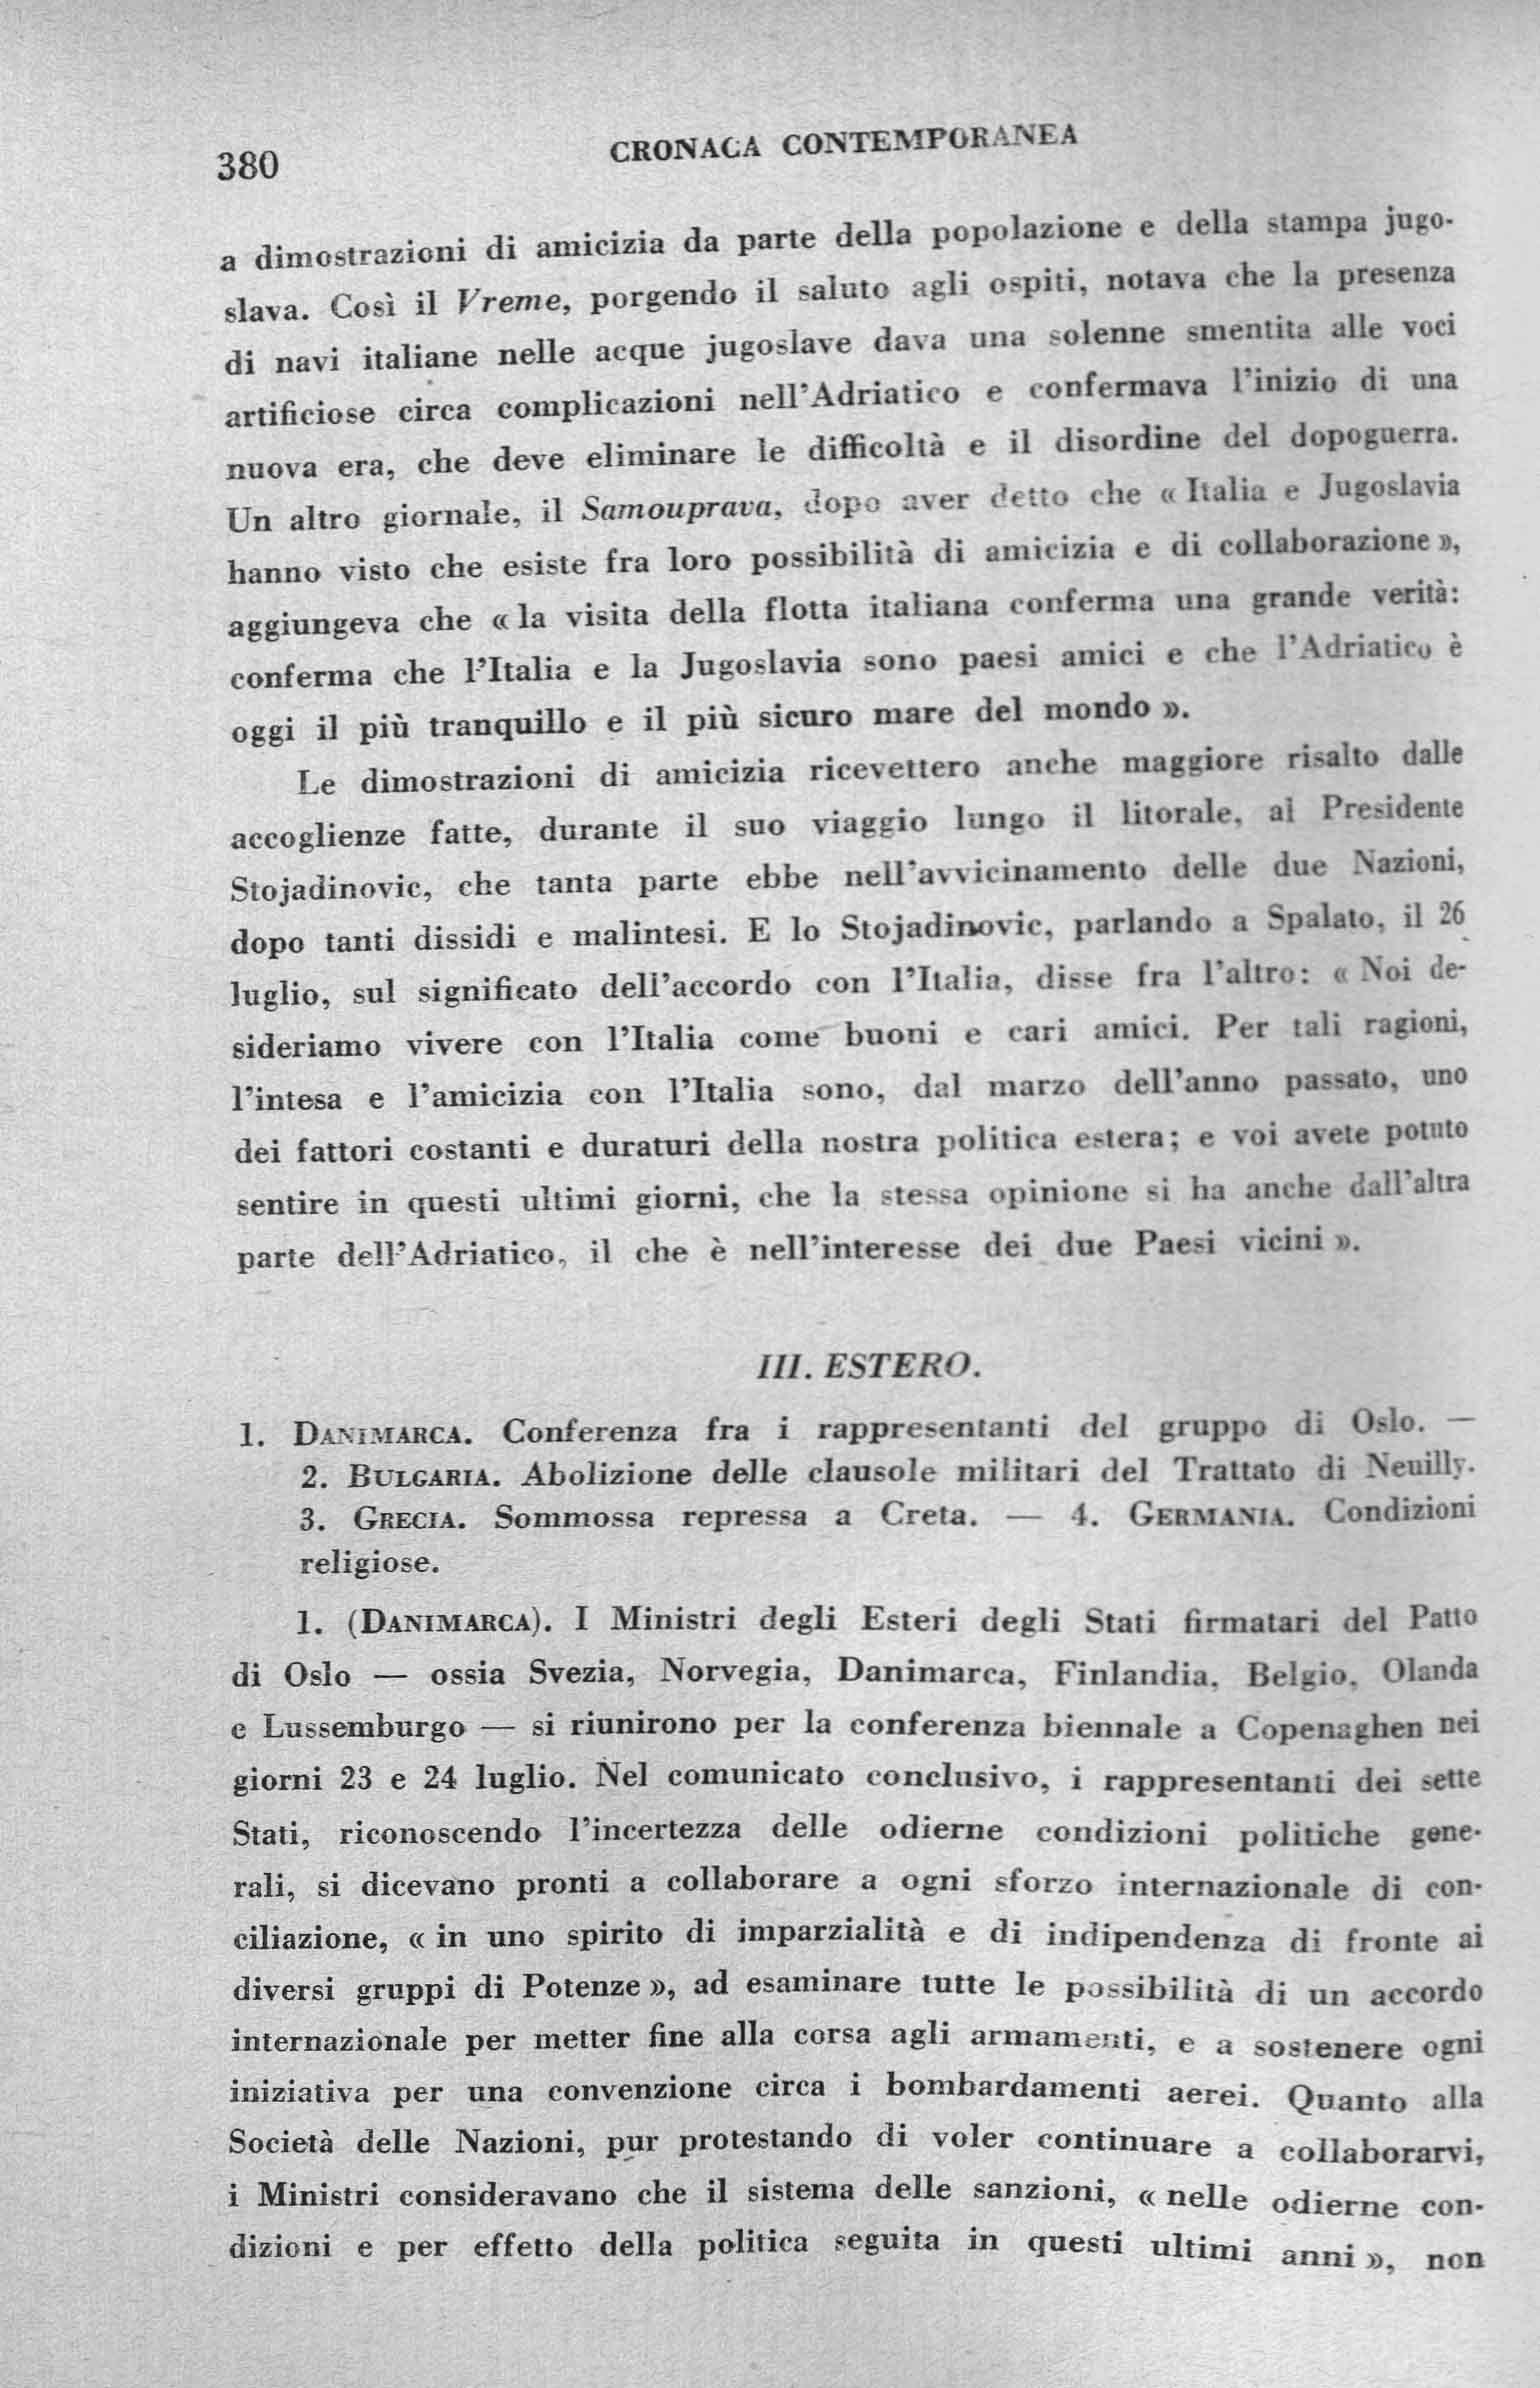 380
CRONACA CONTEMPORANEA
a dimostrazioni di amicizia da parte della popolazione e della stampa jugo-
slava. Così il Vreme, porgendo il saluto agli ospiti, notava che la presenza
di navi italiane nelle acque jugoslave dava una solenne smentita alle voci
artificiose circa complicazioni nell'Adriatico e confermava l'inizio di una
nuova era, che deve eliminare le difficoltà e il disordine del dopoguerra.
Un altro giornale, il Samouprava, dopo aver detto che « Italia e Jugoslavia
hanno visto che esiste fra loro possibilità di amicizia e di collaborazione »,
aggiungeva che « la visita della flotta italiana conferma una grande verità:
conferma che l'Italia e la Jugoslavia sono paesi amici e che l'Adriatico è
oggi il più tranquillo e il più sicuro mare del mondo ».
Le dimostrazioni di amicizia ricevettero anche maggiore risalto dalle
accoglienze fatte, durante il suo viaggio lungo il litorale, al Presidente
Stojadinovic, che tanta parte ebbe nell'avvicinamento delle due Nazioni,
dopo tanti dissidi e malintesi. E lo Stojadinovic, parlando a Spalato, il 26
luglio, sul significato dell'accordo con l'Italia, disse fra l'altro: « Noi de-
sideriamo vivere con l'Italia come buoni e cari amici. Per tali ragioni,
l'intesa e l'amicizia con l'Italia sono, dal marzo dell'anno passato, uno
dei fattori costanti e duraturi della nostra politica estera; e voi avete potuto
sentire in questi ultimi giorni, che la stessa opinione si ha anche dall'altra
parte dell'Adriatico, il che è nell'interesse dei due Paesi vicini ».
III. ESTERO.
1. DANIMARCA. Conferenza fra i rappresentanti del gruppo di Oslo. —
2. BULGARIA. Abolizione delle clausole militari del Trattato di Neuilly.
3. GRECIA. Sommossa repressa a Creta. — 4. GERMANIA. Condizioni
religiose.
1. (DANIMARCA). I Ministri degli Esteri degli Stati firmatari del Patto
di Oslo — ossia Svezia, Norvegia, Danimarca, Finlandia, Belgio, Olanda
e Lussemburgo — si riunirono per la conferenza biennale a Copenaghen nei
giorni 23 e 24 luglio. Nel comunicato conclusivo, i rappresentanti dei sette
Stati, riconoscendo l'incertezza delle odierne condizioni politiche gene-
rali, si dicevano pronti a collaborare a ogni sforzo internazionale di con-
ciliazione, « in uno spirito di imparzialità e di indipendenza di fronte ai
diversi gruppi di Potenze », ad esaminare tutte le possibilità di un accordo
internazionale per metter fine alla corsa agli armamenti, e a sostenere ogni
iniziativa per una convenzione circa i bombardamenti aerei. Quanto alla
Società delle Nazioni, pur protestando di voler continuare a collaborarvi,
i Ministri consideravano che il sistema delle sanzioni, « nelle odierne con-
dizioni e per effetto della politica seguita in questi ultimi anni », non